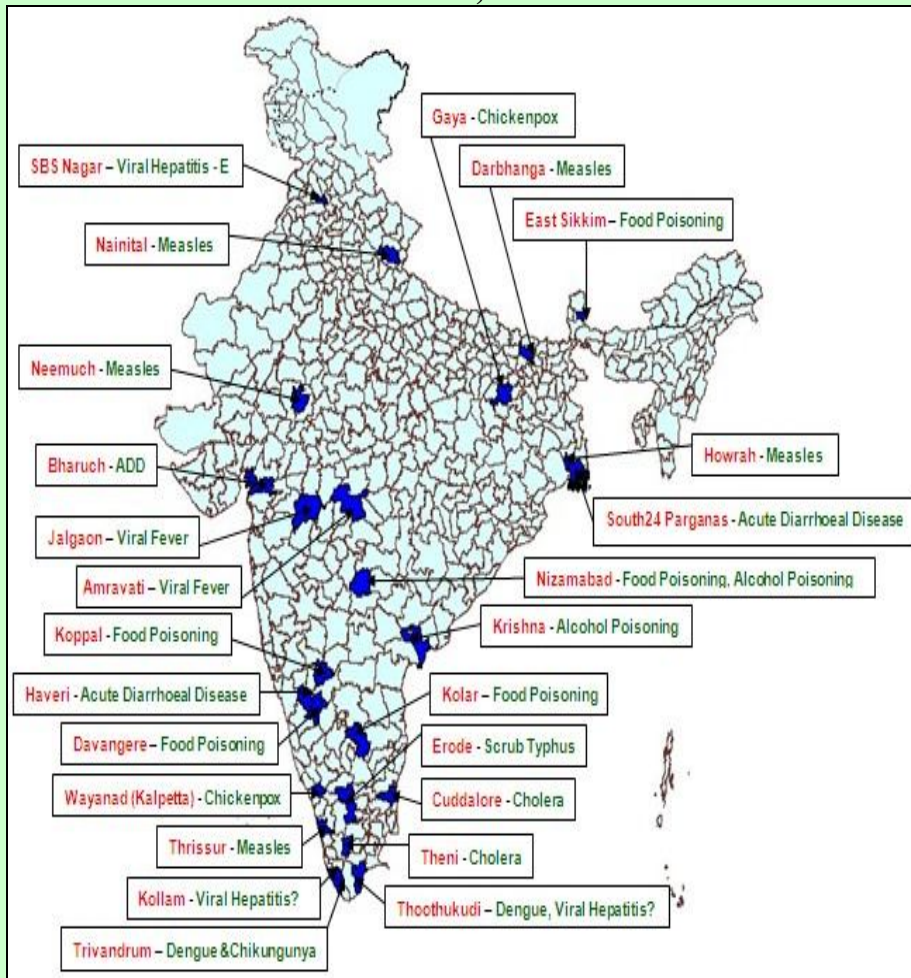 Gaya - Chickenpox
Darbhanga - Measles
SBS Nagar – Viral Hepatitis - E
East Sikkim – Food Poisoning
Nainital - Measles
Neemuch - Measles
Howrah - Measles
Bharuch - ADD
South24 Parganas - Acute Diarrhoeal Disease
Jalgaon – Viral Fever
Amravati – Viral Fever
Nizamabad - Food Poisoning, Alcohol Poisoning
Koppal - Food Poisoning
Krishna - Alcohol Poisoning
Haveri - Acute Diarrhoeal Disease
Kolar – Food Poisoning
Davangere – Food Poisoning
Erode - Scrub Typhus
Wayanad (Kalpetta) - Chickenpox
Cuddalore - Cholera
Thrissur - Measles
Theni - Cholera
Kollam - Viral Hepatitis?
Thoothukudi – Dengue, Viral Hepatitis?
Trivandrum – Dengue &Chikungunya